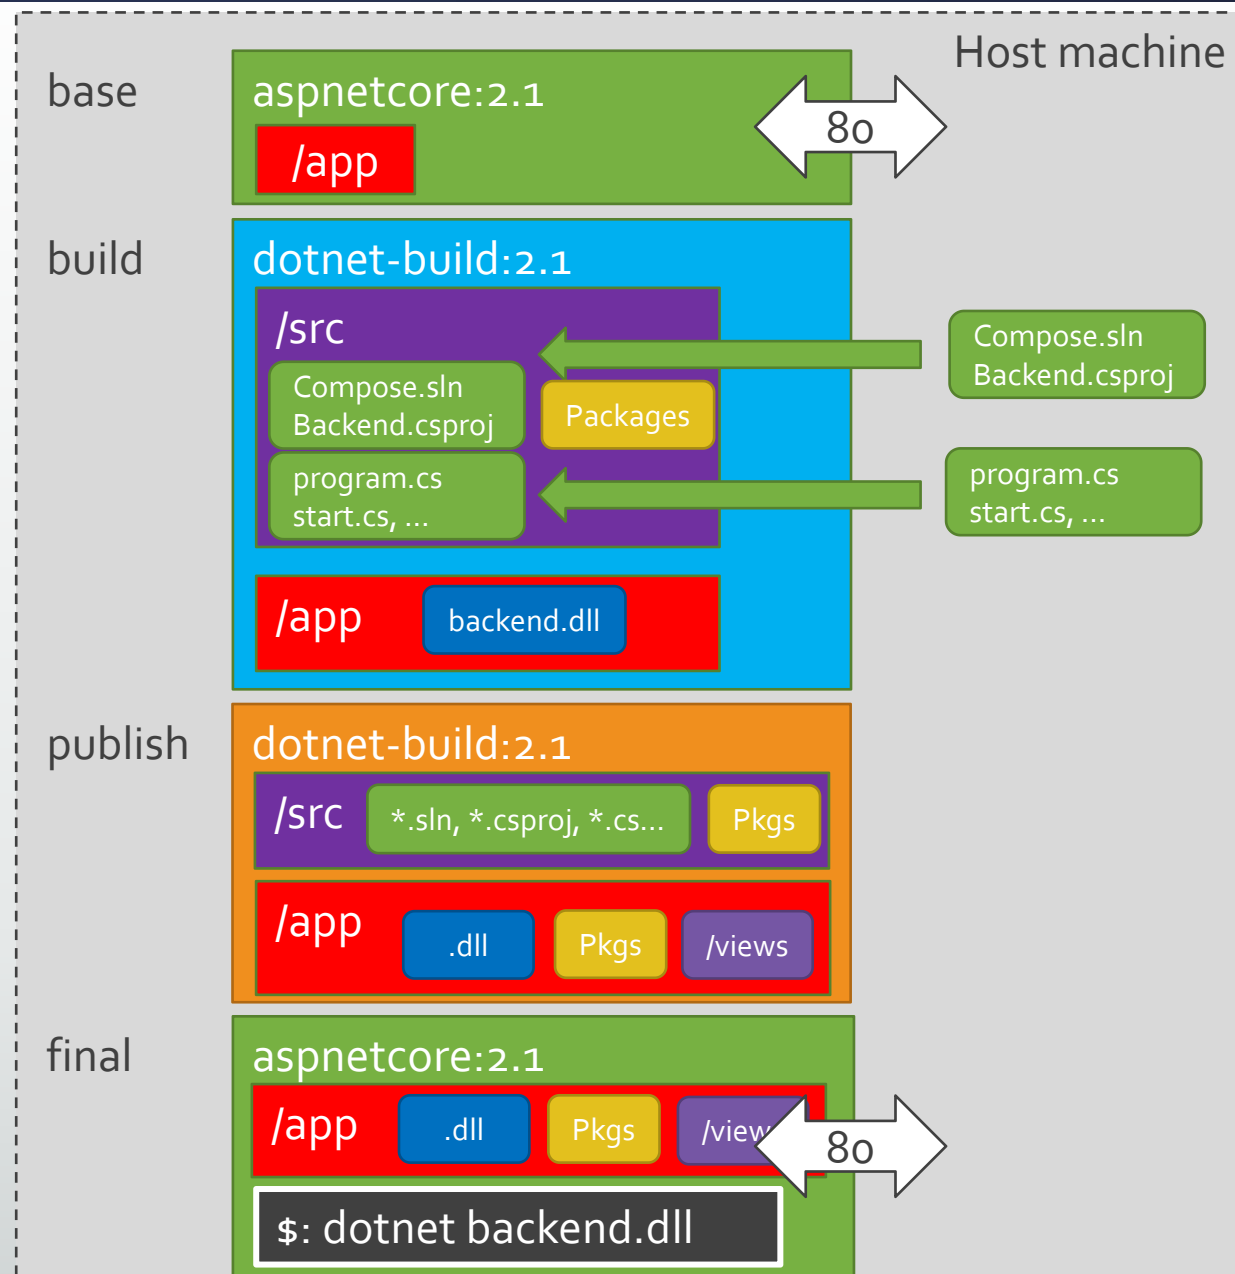 Host machine
base
aspnetcore:2.1
/app
80
build
dotnet-build:2.1
/src
Compose.sln
Backend.csproj
Packages
program.cs
start.cs, ...
Compose.sln
Backend.csproj
program.cs
start.cs, ...
/app
backend.dll
publish
dotnet-build:2.1
/src
*.sln, *.csproj, *.cs...
Pkgs
/app
.dll
Pkgs
/views
final
aspnetcore:2.1
/app
.dll
Pkgs
/view
80
$: dotnet backend.dll